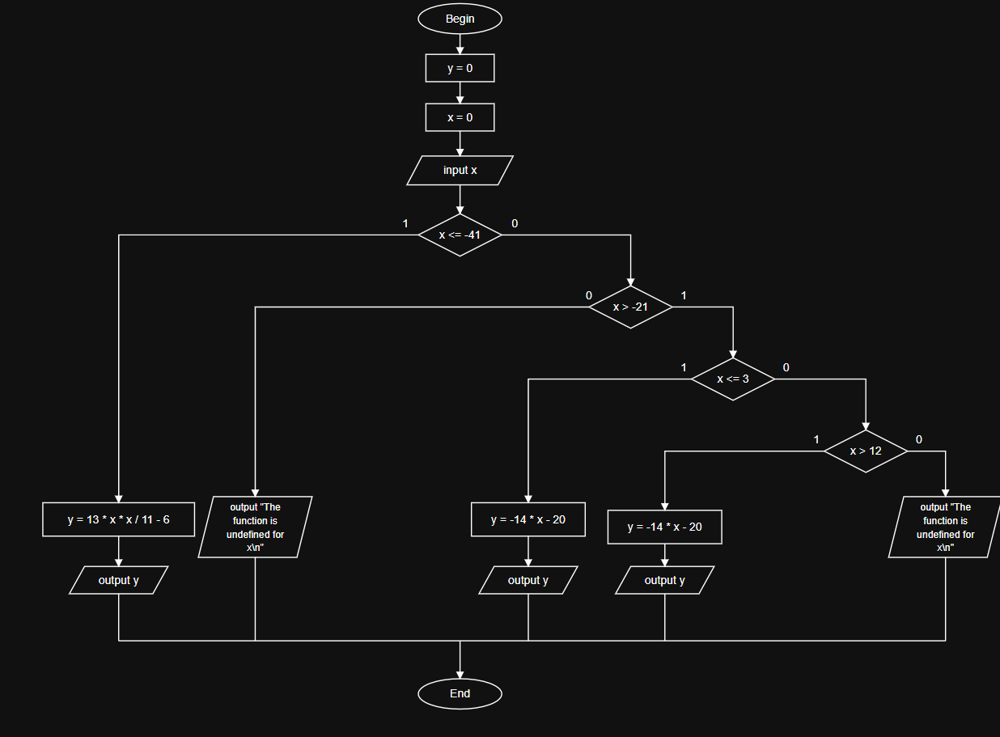 Begin
y = 0
x = 0
input x
1
x <= -41
0
0
x > -21
1
1
x <= 3
0
1
x > 12
0
y = 13 * x * x / 11 - 6
output "The
function is
undefined for
x\n"
y = -14 * x - 20
y = -14 * x - 20
output "The
function is
undefined for
x\n"
output y
output y
output y
End